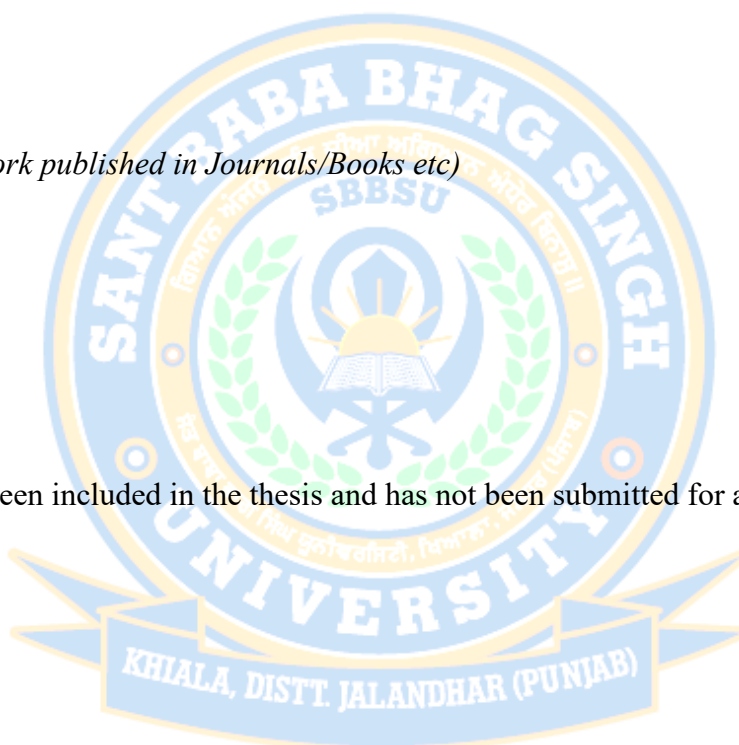 SANT BABA BHAG SINGH
ork published in Journals/Books etc)
SBBSU
een included in the thesis and has not been submitted for a
UNIVERSITY
KHIALA, DISTT. JALANDHAR (PUNJAB)